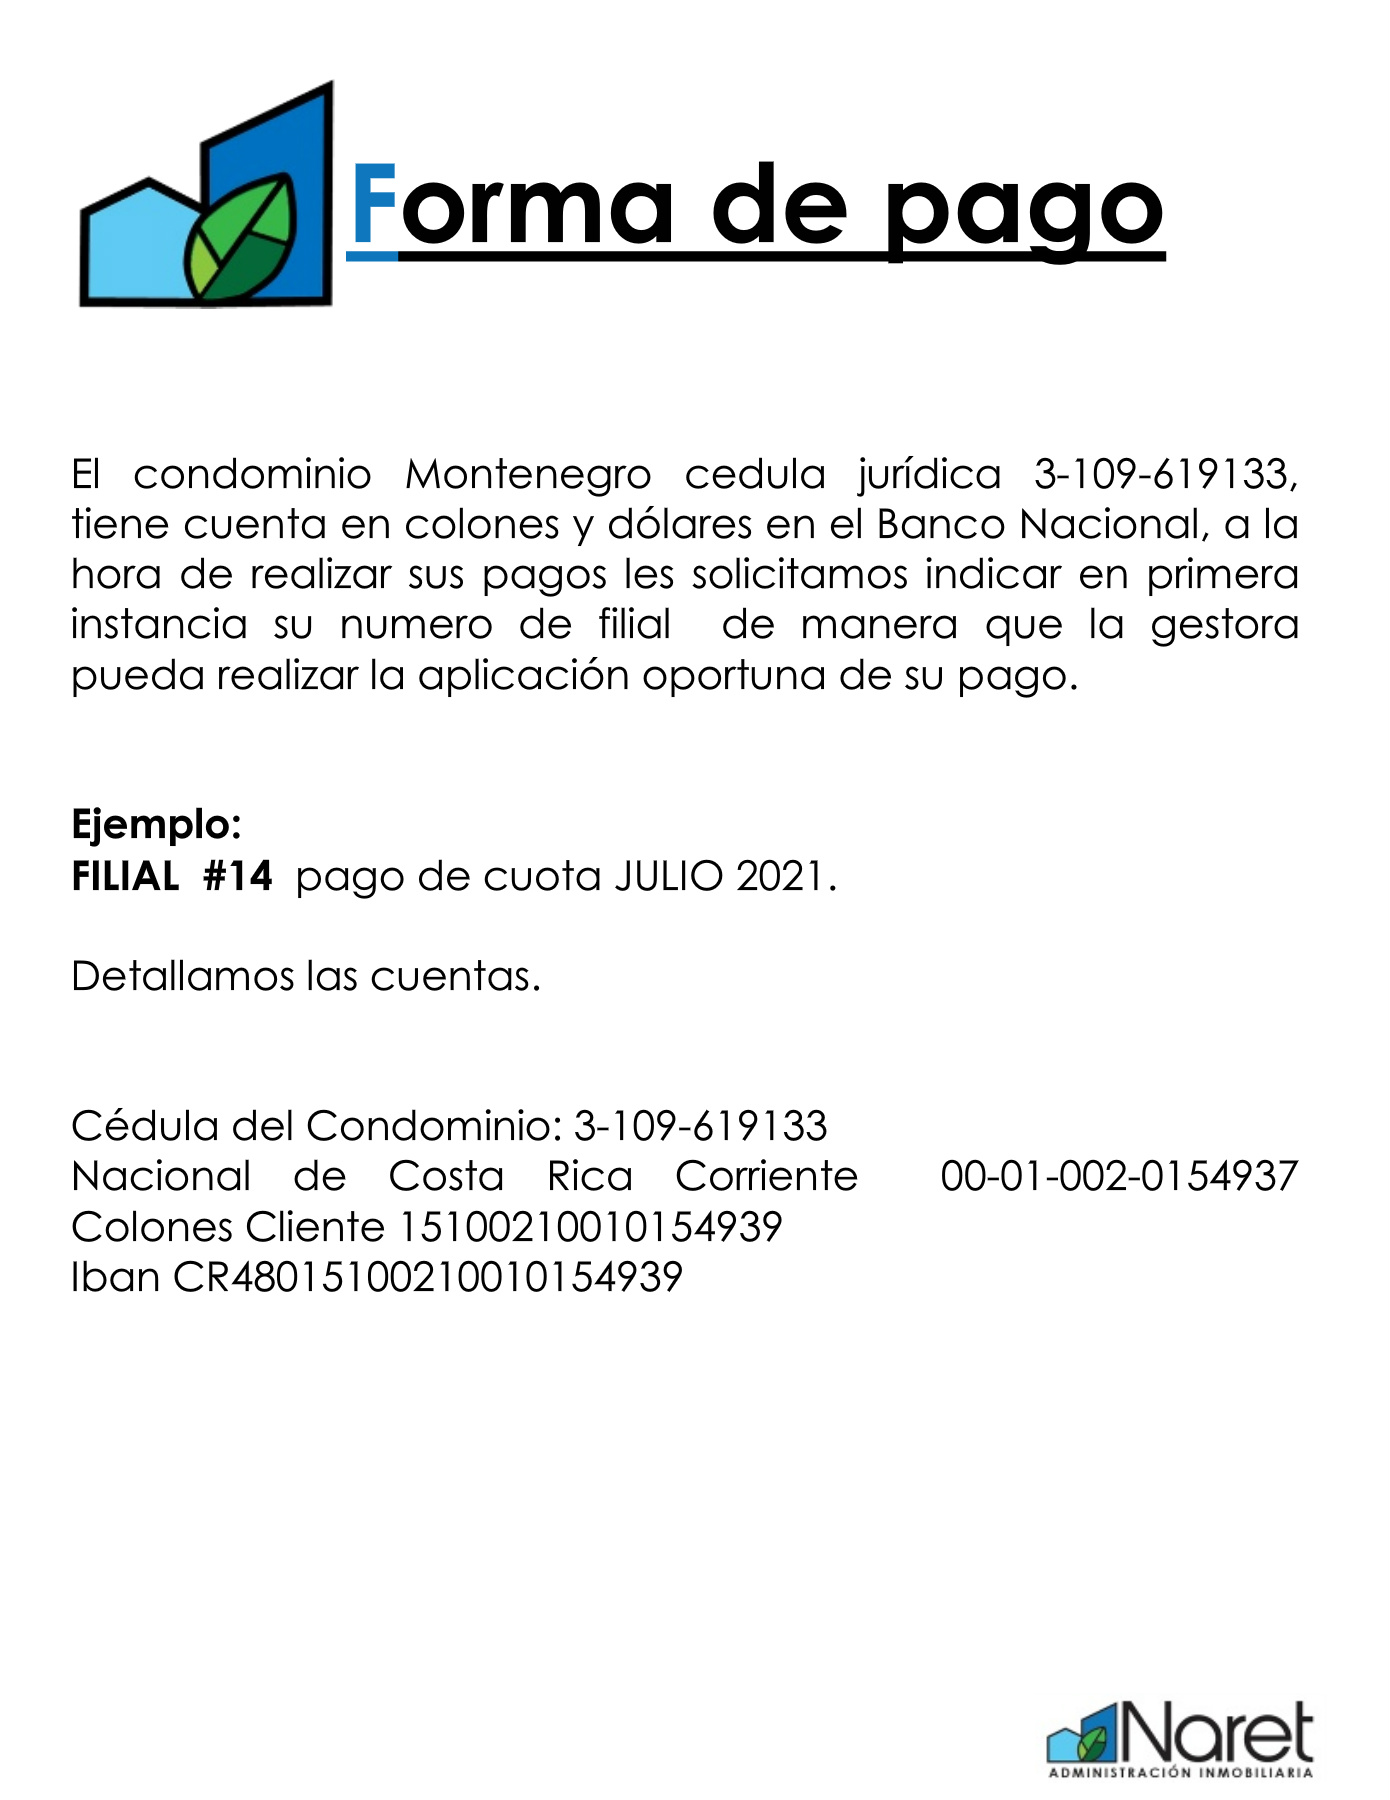 Forma de pago
El condominio Montenegro cedula jurídica 3-109-619133,
tiene cuenta en colones y dólares en el Banco Nacional, a la
hora de realizar sus pagos les solicitamos indicar en primera
instancia su numero de filial de manera que la gestora
pueda realizar la aplicación oportuna de su pago.
Ejemplo:
FILIAL #14 pago de cuota JULIO 2021.
Detallamos las cuentas.
Cédula del Condominio: 3-109-619133
Nacional de Costa Rica Corriente 00-01-002-0154937
Colones Cliente 15100210010154939
Iban CR48015100210010154939
Naret
ADMINISTRACIÓN INMOBILIARIA